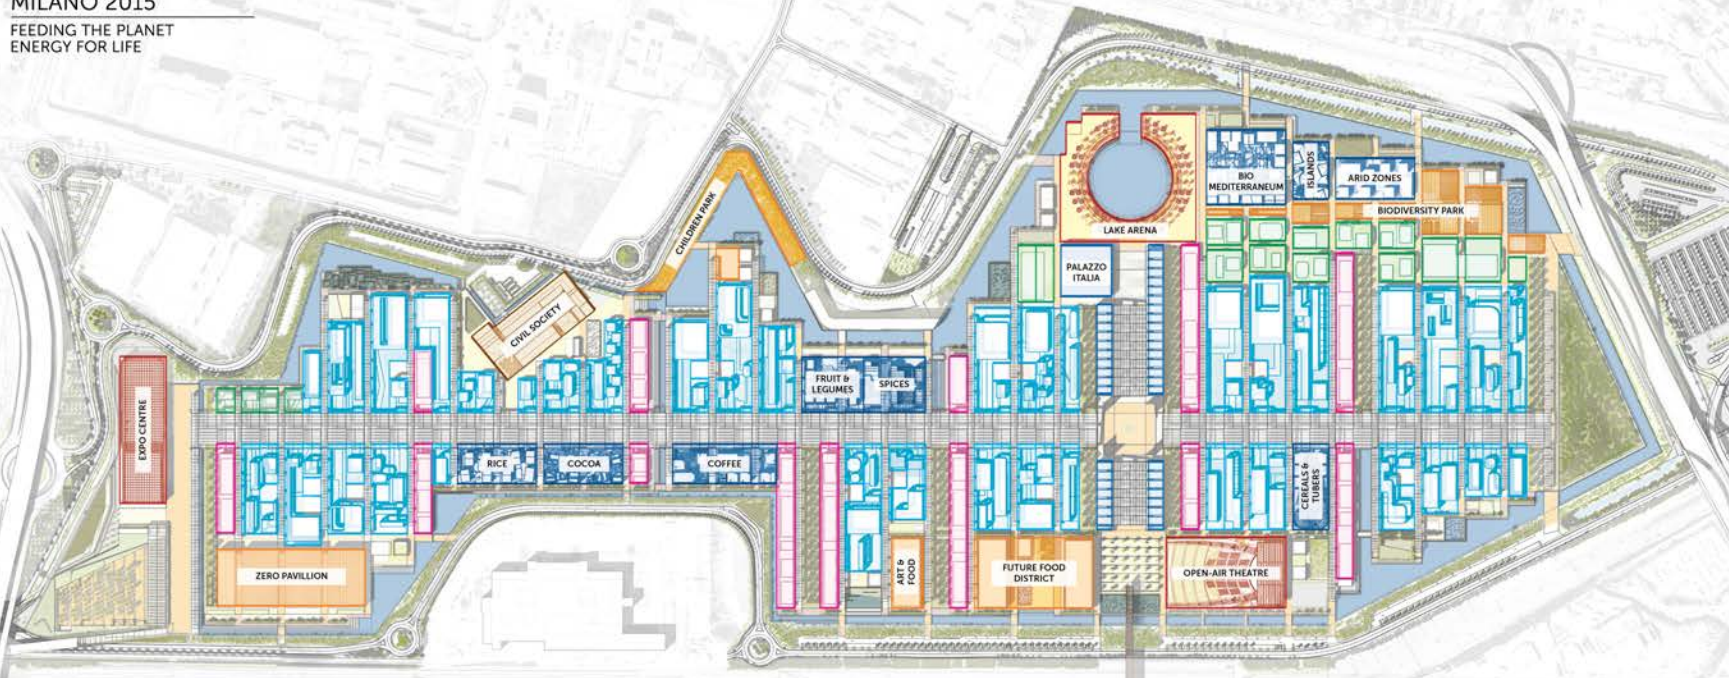 MILANO 2015
FEEDING THE PLANET
ENERGY FOR LIFE
CHILDREN PARK
BIO
MEDITERRANEUM
ISLANDS
ARID ZONES
BIODIVERSITY PARK
LAKE ARENA
PALAZZO
ITALIA
CIVIL SOCIETY
FRUIT &
LEGUMES
SPICES
EXPO CENTRE
RICE
COCOA
COFFEE
CEREALS &
TUBERS
ZERO PAVILLION
ART &
FOOD
FUTURE FOOD
DISTRICT
OPEN-AIR THEATRE